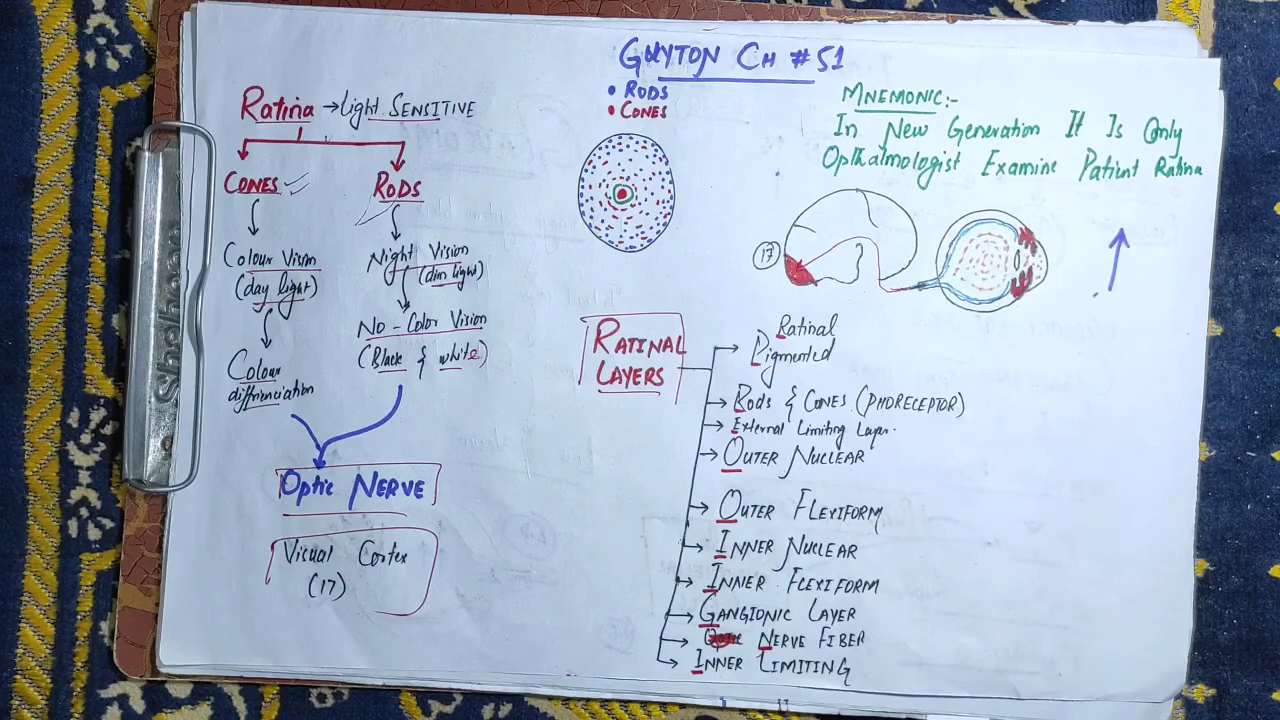 GUYTON CH # 51
• RODS
• CONES
Ratina → Light SENSITIVE
CONES
RODS
Colour Vision
(day light)
Colour
diffrinciation
Night Vision
(dim light)
No-Color Vision
(Black & white)
Optic NERVE
Visual Cortex
(17)
MNEMONIC:-
In New Generation It Is Only
Opthalmologist Examine Patient Ratina
17
RATINAL
LAYERS
Ratinal
Pigmented
Rods & CONES (PHORECEPTOR)
External Limiting Layer.
OUTER NUCLEAR
OUTER FLEXIFORM
INNER NUCLEAR
INNER FLEXIFORM
GANGIONIC LAYER
NERVE FIBER
INNER LIMITING